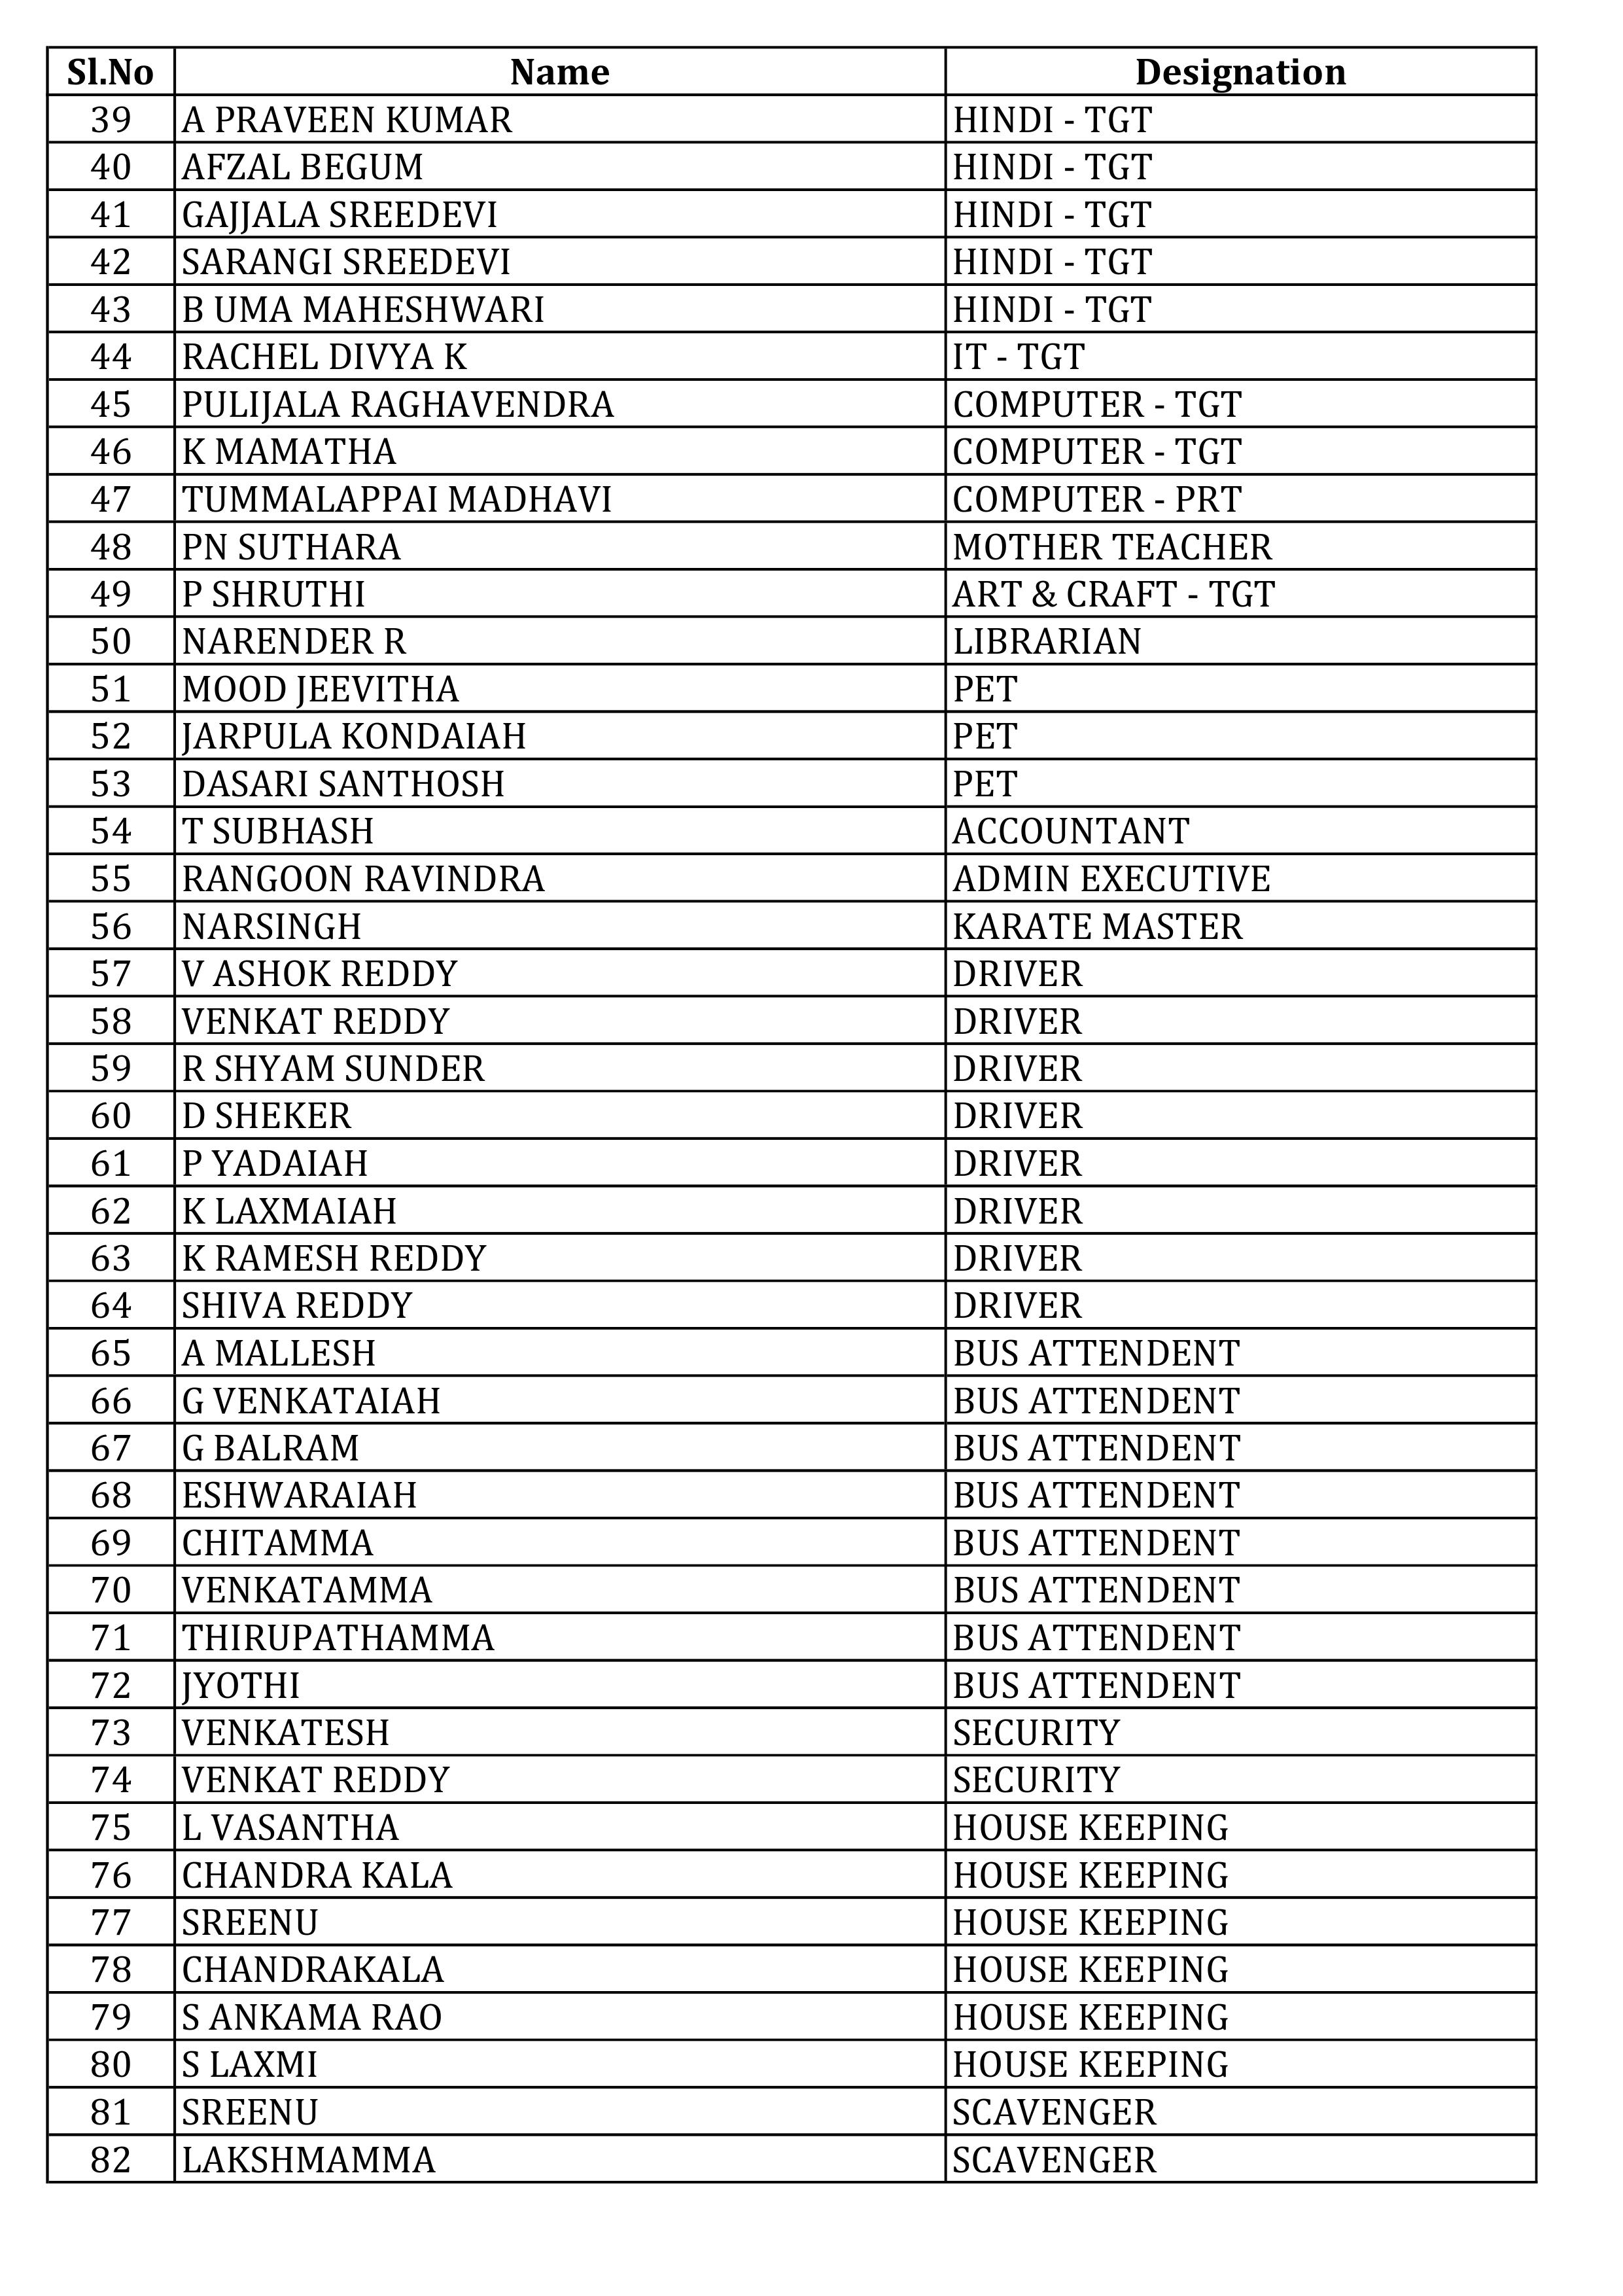 Sl.No Name Designation
39 A PRAVEEN KUMAR HINDI - TGT
40 AFZAL BEGUM HINDI - TGT
41 GAJJALA SREEDEVI HINDI - TGT
42 SARANGI SREEDEVI HINDI - TGT
43 B UMA MAHESHWARI HINDI - TGT
44 RACHEL DIVYA K IT - TGT
45 PULIJALA RAGHAVENDRA COMPUTER - TGT
46 K MAMATHA COMPUTER - TGT
47 TUMMALAPPAI MADHAVI COMPUTER - PRT
48 PN SUTHARA MOTHER TEACHER
49 P SHRUTHI ART & CRAFT - TGT
50 NARENDER R LIBRARIAN
51 MOOD JEEVITHA PET
52 JARPULA KONDAIAH PET
53 DASARI SANTHOSH PET
54 T SUBHASH ACCOUNTANT
55 RANGOON RAVINDRA ADMIN EXECUTIVE
56 NARSINGH KARATE MASTER
57 V ASHOK REDDY DRIVER
58 VENKAT REDDY DRIVER
59 R SHYAM SUNDER DRIVER
60 D SHEKER DRIVER
61 P YADAIAH DRIVER
62 K LAXMAIAH DRIVER
63 K RAMESH REDDY DRIVER
64 SHIVA REDDY DRIVER
65 A MALLESH BUS ATTENDENT
66 G VENKATAIAH BUS ATTENDENT
67 G BALRAM BUS ATTENDENT
68 ESHWARAIAH BUS ATTENDENT
69 CHITAMMA BUS ATTENDENT
70 VENKATAMMA BUS ATTENDENT
71 THIRUPATHAMMA BUS ATTENDENT
72 JYOTHI BUS ATTENDENT
73 VENKATESH SECURITY
74 VENKAT REDDY SECURITY
75 L VASANTHA HOUSE KEEPING
76 CHANDRA KALA HOUSE KEEPING
77 SREENU HOUSE KEEPING
78 CHANDRAKALA HOUSE KEEPING
79 S ANKAMA RAO HOUSE KEEPING
80 S LAXMI HOUSE KEEPING
81 SREENU SCAVENGER
82 LAKSHMAMMA SCAVENGER